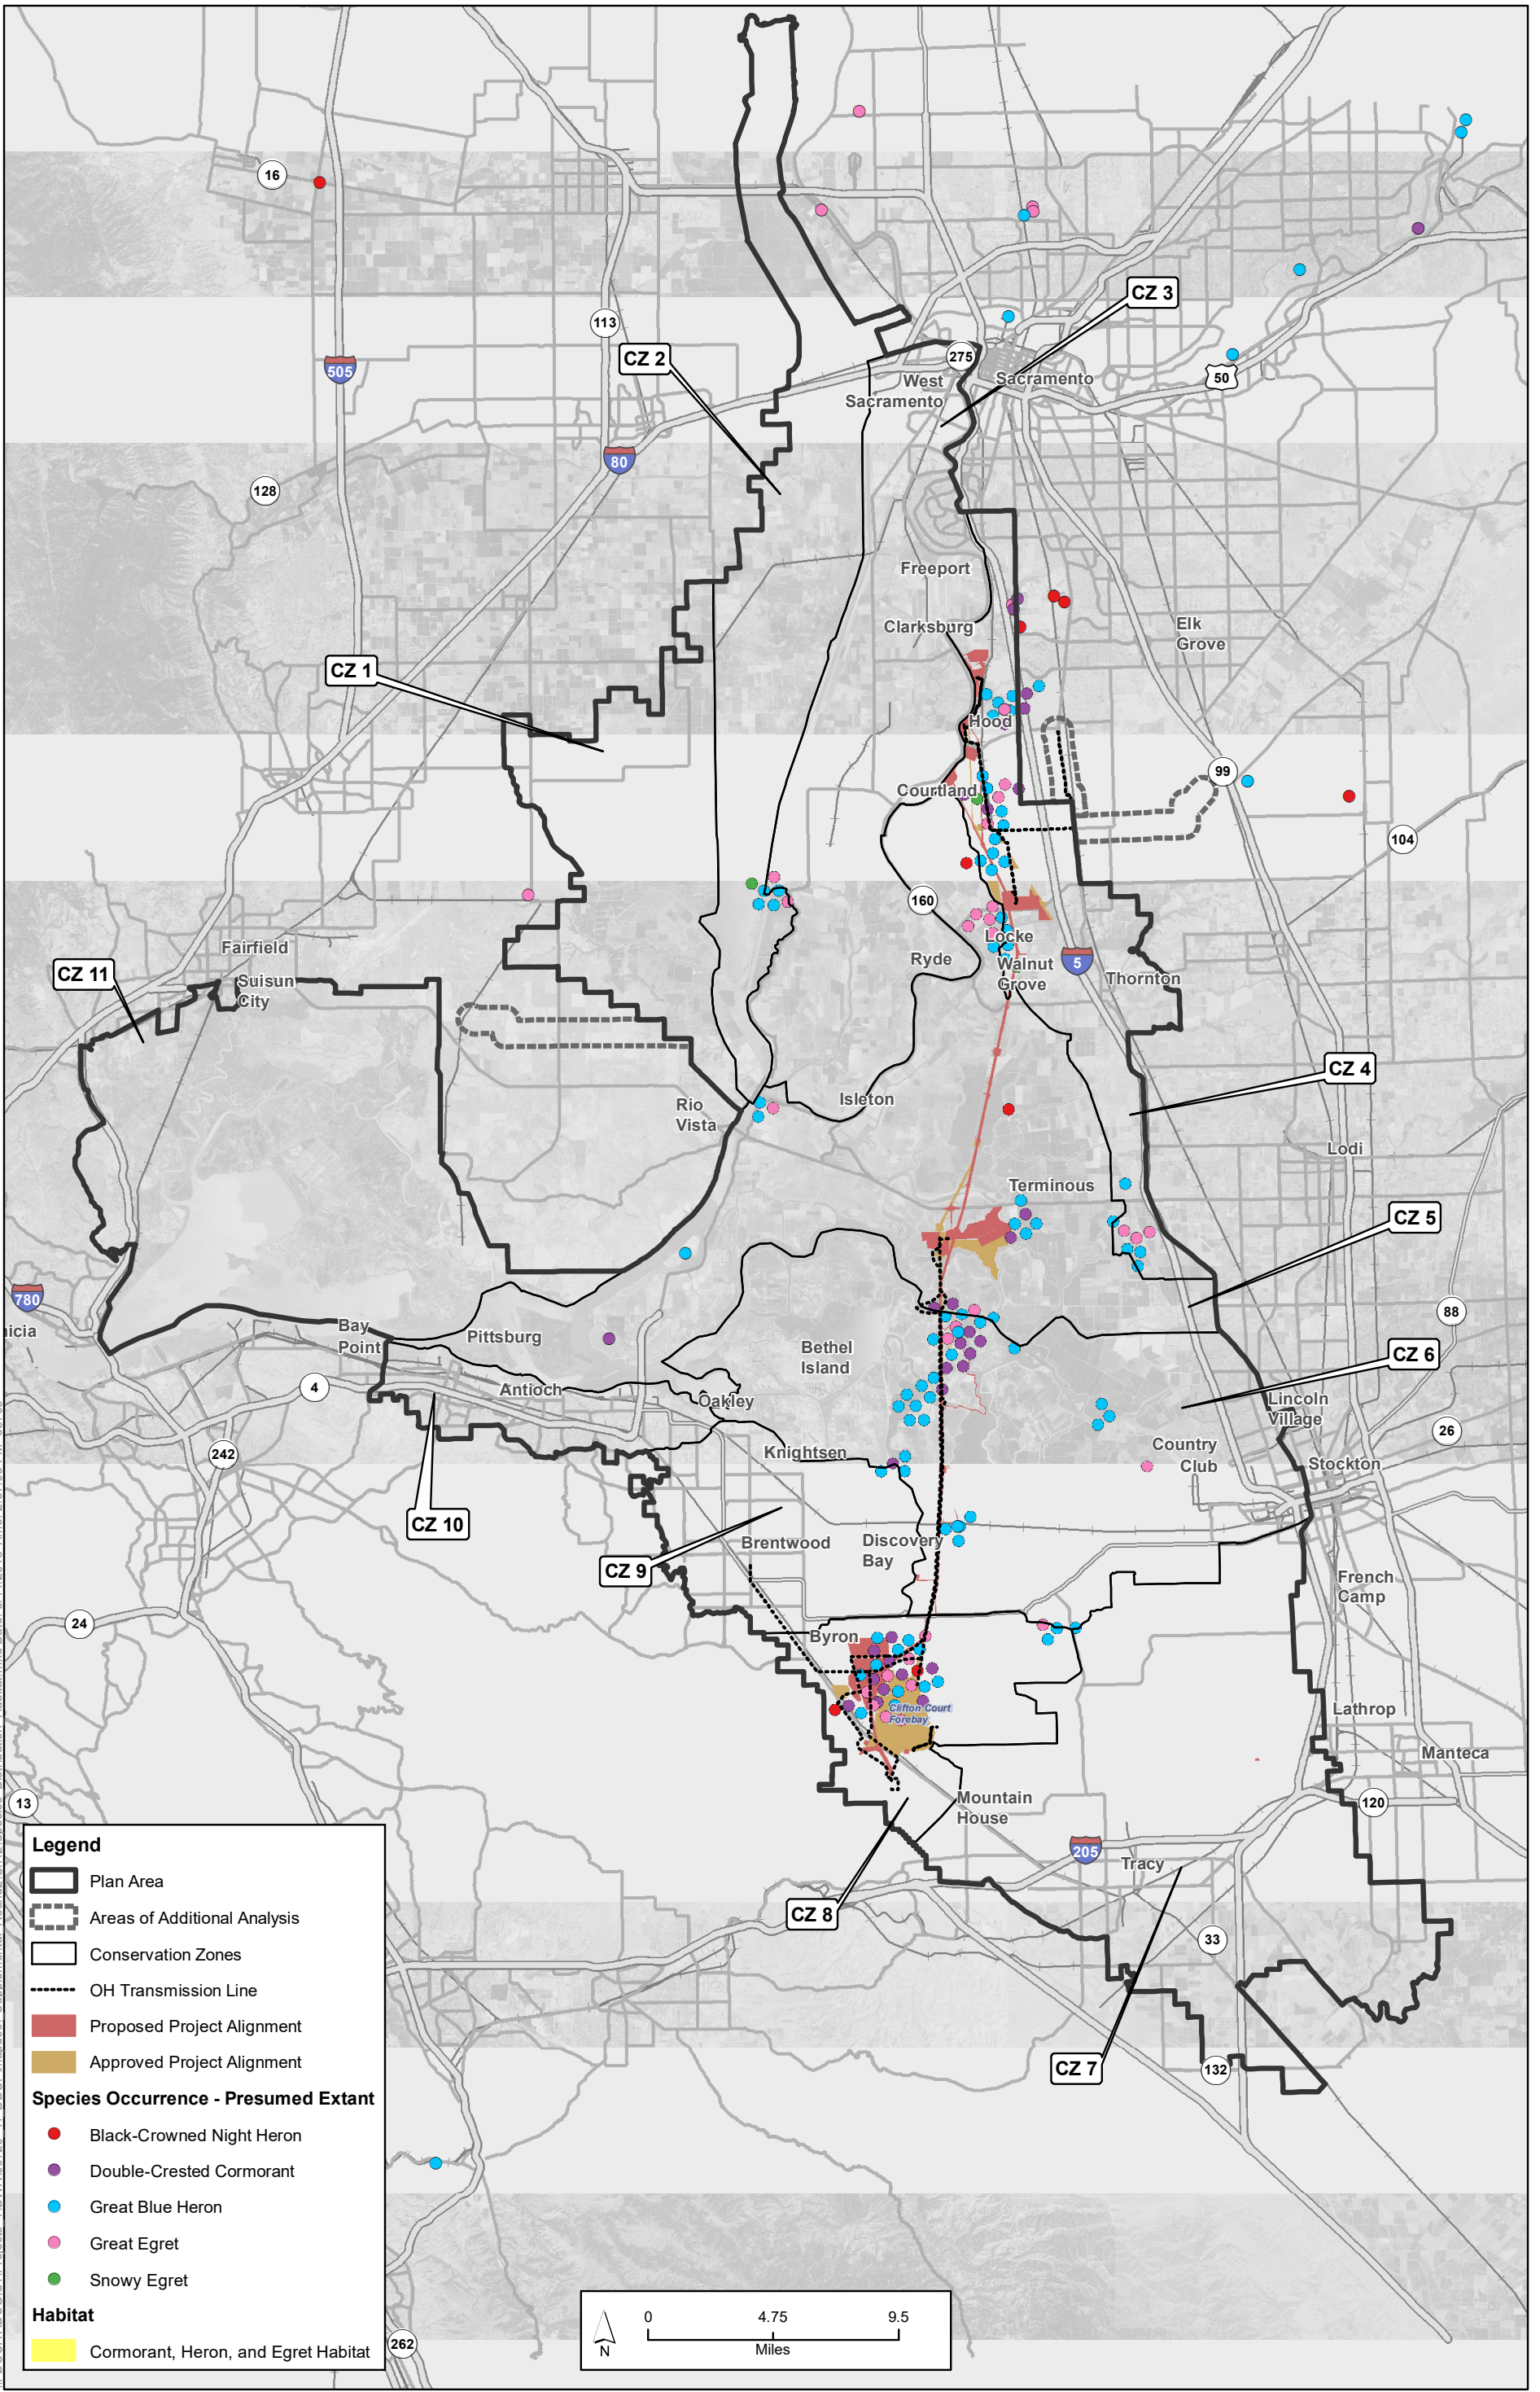 16
113
CZ 3
CZ 2
275
505
West
Sacramento
Sacramento
50
80
128
Freeport
Clarksburg
Elk
Grove
CZ 1
Hood
99
Courtland
104
160
Locke
Fairfield
Ryde
Walnut
Grove
5
Thornton
CZ 11
Suisun
City
CZ 4
Rio
Vista
Isleton
Lodi
Terminous
CZ 5
780
88
Bay
Point
Pittsburg
Bethel
Island
CZ 6
4
Antioch
Oakley
Lincoln
Village
242
Knightsen
Country
Club
26
Stockton
CZ 10
Brentwood
Discovery
Bay
CZ 9
French
Camp
24
Byron
Clifton Court
Forebay
Lathrop
Manteca
13
Mountain
House
120
205
Tracy
CZ 8
33
CZ 7
132
262
Legend
Plan Area
Areas of Additional Analysis
Conservation Zones
OH Transmission Line
Proposed Project Alignment
Approved Project Alignment
Species Occurrence - Presumed Extant
Black-Crowned Night Heron
Double-Crested Cormorant
Great Blue Heron
Great Egret
Snowy Egret
Habitat
Cormorant, Heron, and Egret Habitat
N
0 4.75 9.5
Miles